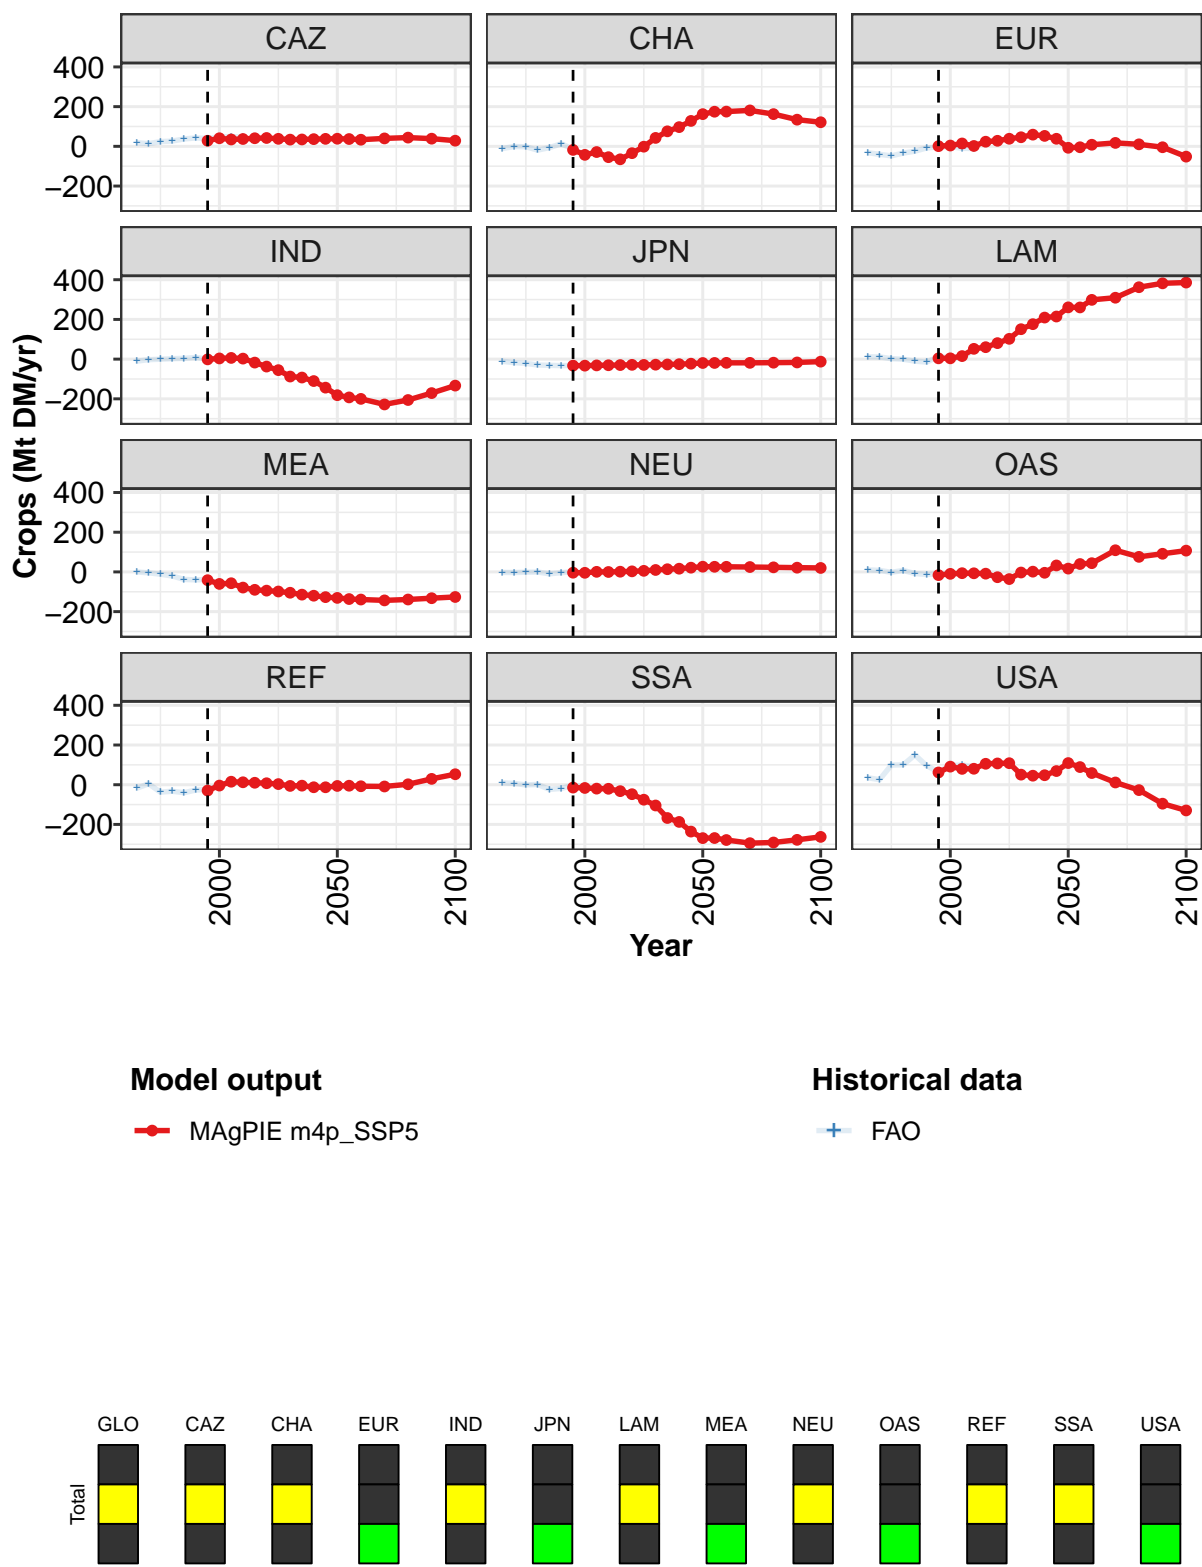 CAZ CHA EUR
400
200
0
−200
IND JPN LAM
400
200
0
−200
MEA NEU OAS
400
200
0
−200
REF SSA USA
400
200
0
−200
Crops (Mt DM/yr)
2000 2050 2100 2000 2050 2100 2000 2050 2100
Year
Model output Historical data
MAgPIE m4p_SSP5 FAO
GLO CAZ CHA EUR IND JPN LAM MEA NEU OAS REF SSA USA
Total